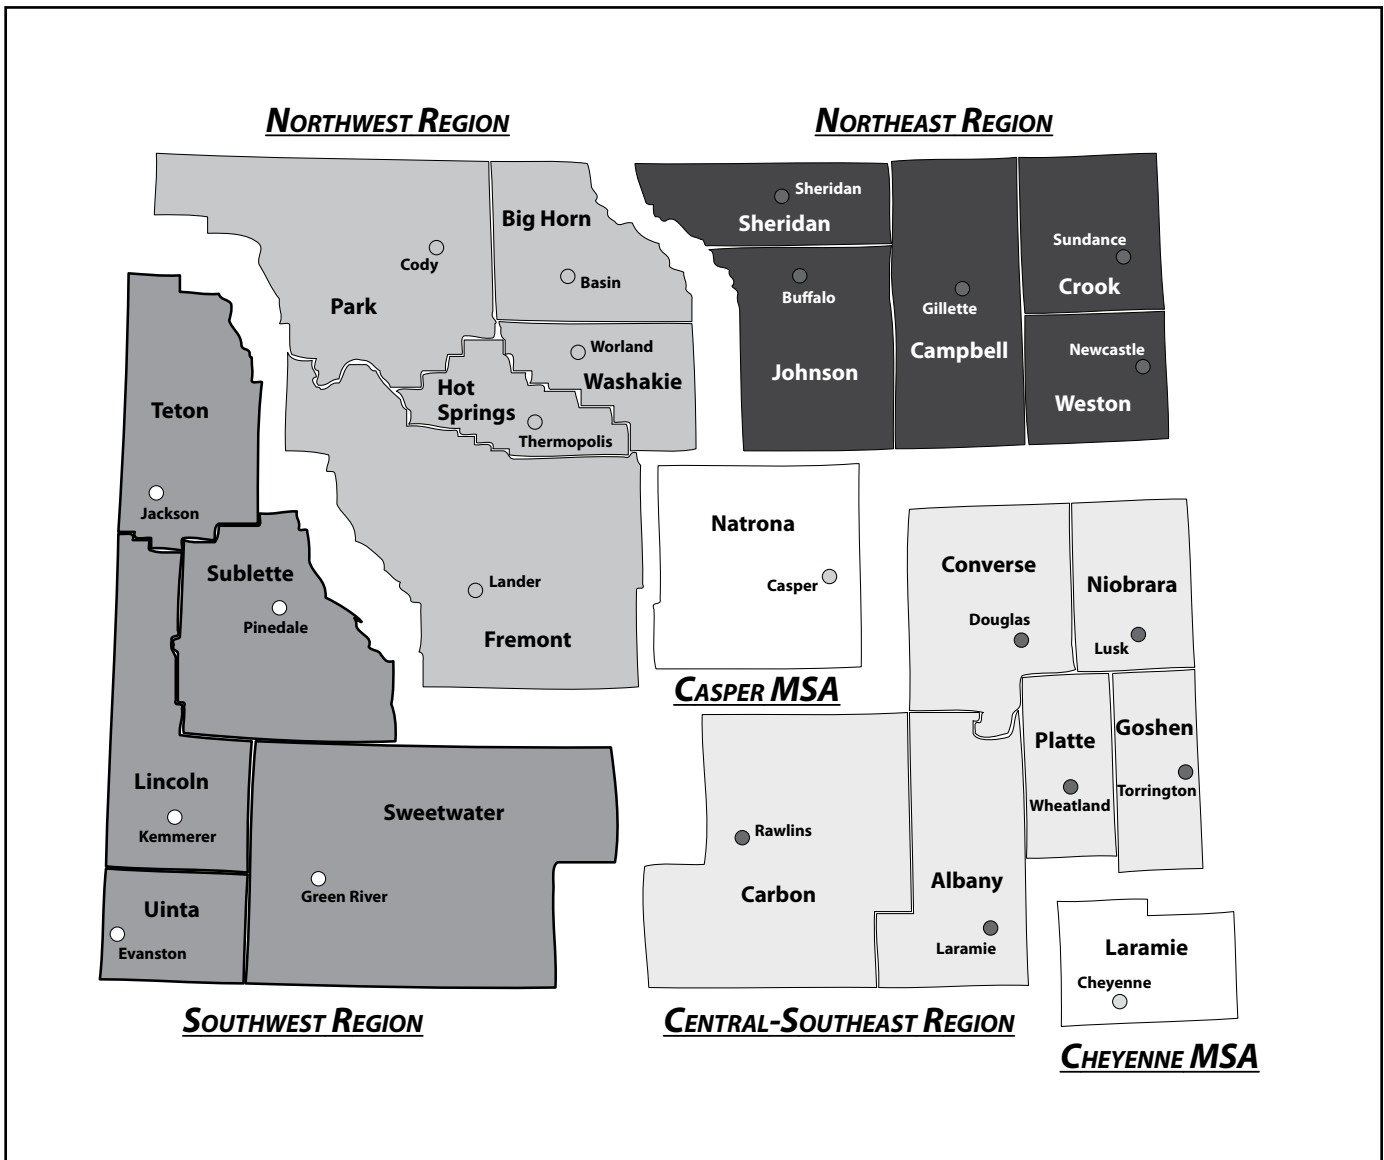 NORTHWEST REGION
NORTHEAST REGION
Sheridan
Sheridan
Big Horn
Sundance
Cody
Basin
Crook
Buffalo
Park
Gillette
Worland
Newcastle
Campbell
Washakie
Johnson
Hot
Springs
Weston
Teton
Thermopolis
Jackson
Natrona
Converse
Sublette
Lander
Casper
Niobrara
Pinedale
Douglas
Fremont
Lusk
CASPER MSA
Goshen
Platte
Lincoln
Torrington
Wheatland
Sweetwater
Kemmerer
Rawlins
Albany
Carbon
Green River
Uinta
Evanston
Laramie
Laramie
Cheyenne
SOUTHWEST REGION
CENTRAL-SOUTHEAST REGION
CHEYENNE MSA